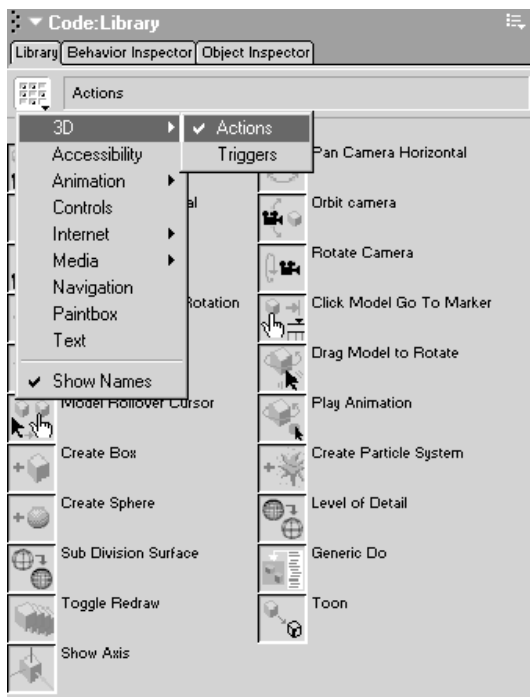 Code:Library
Library Behavior Inspector Object Inspector
Actions
3D
Accessibility
Animation
Controls
Internet
Media
Navigation
Paintbox
Text
Show Names
Actions
Triggers
Pan Camera Horizontal
al
Orbit camera
Rotate Camera
Rotation
Click Model Go To Marker
Drag Model to Rotate
Model Rollover Cursor
Play Animation
Create Box
Create Particle System
Create Sphere
Level of Detail
Sub Division Surface
Generic Do
Toggle Redraw
Toon
Show Axis